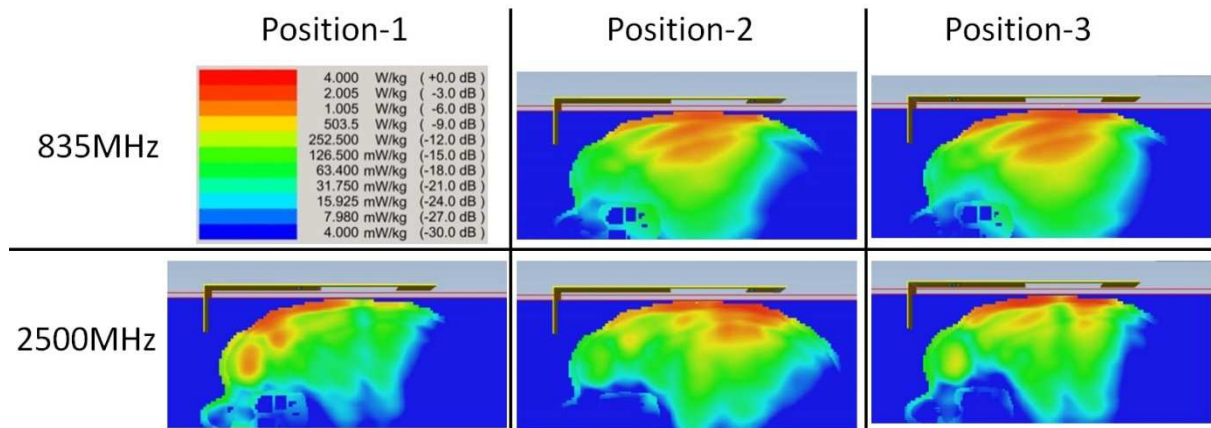 Position-1
Position-2
Position-3
835MHz
4.000 W/kg ( +0.0 dB )
2.005 W/kg ( -3.0 dB )
1.005 W/kg ( -6.0 dB )
503.5 W/kg ( -9.0 dB )
252.500 W/kg (-12.0 dB )
126.500 mW/kg (-15.0 dB )
63.400 mW/kg (-18.0 dB )
31.750 mW/kg (-21.0 dB )
15.925 mW/kg (-24.0 dB )
7.980 mW/kg (-27.0 dB )
4.000 mW/kg (-30.0 dB )
2500MHz